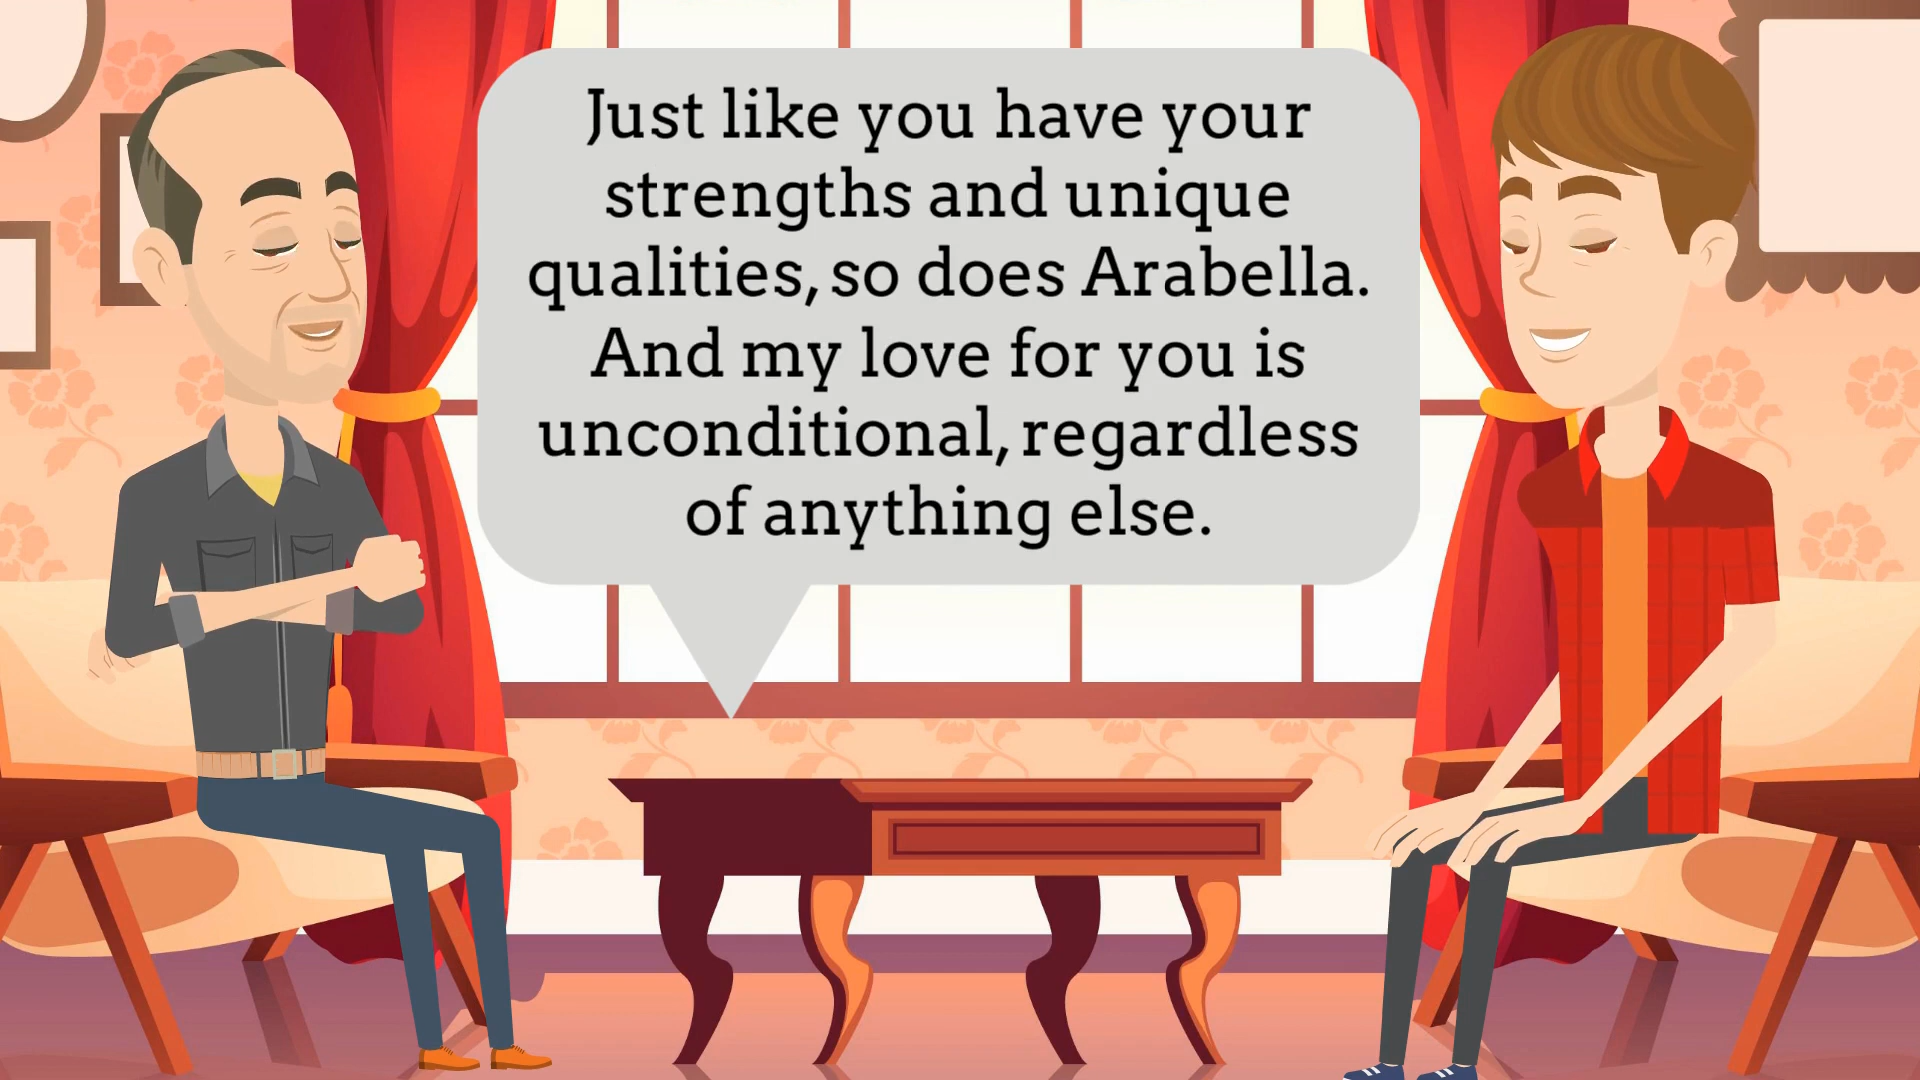 Just like you have your
strengths and unique
qualities, so does Arabella.
And my love for you is
unconditional, regardless
of anything else.